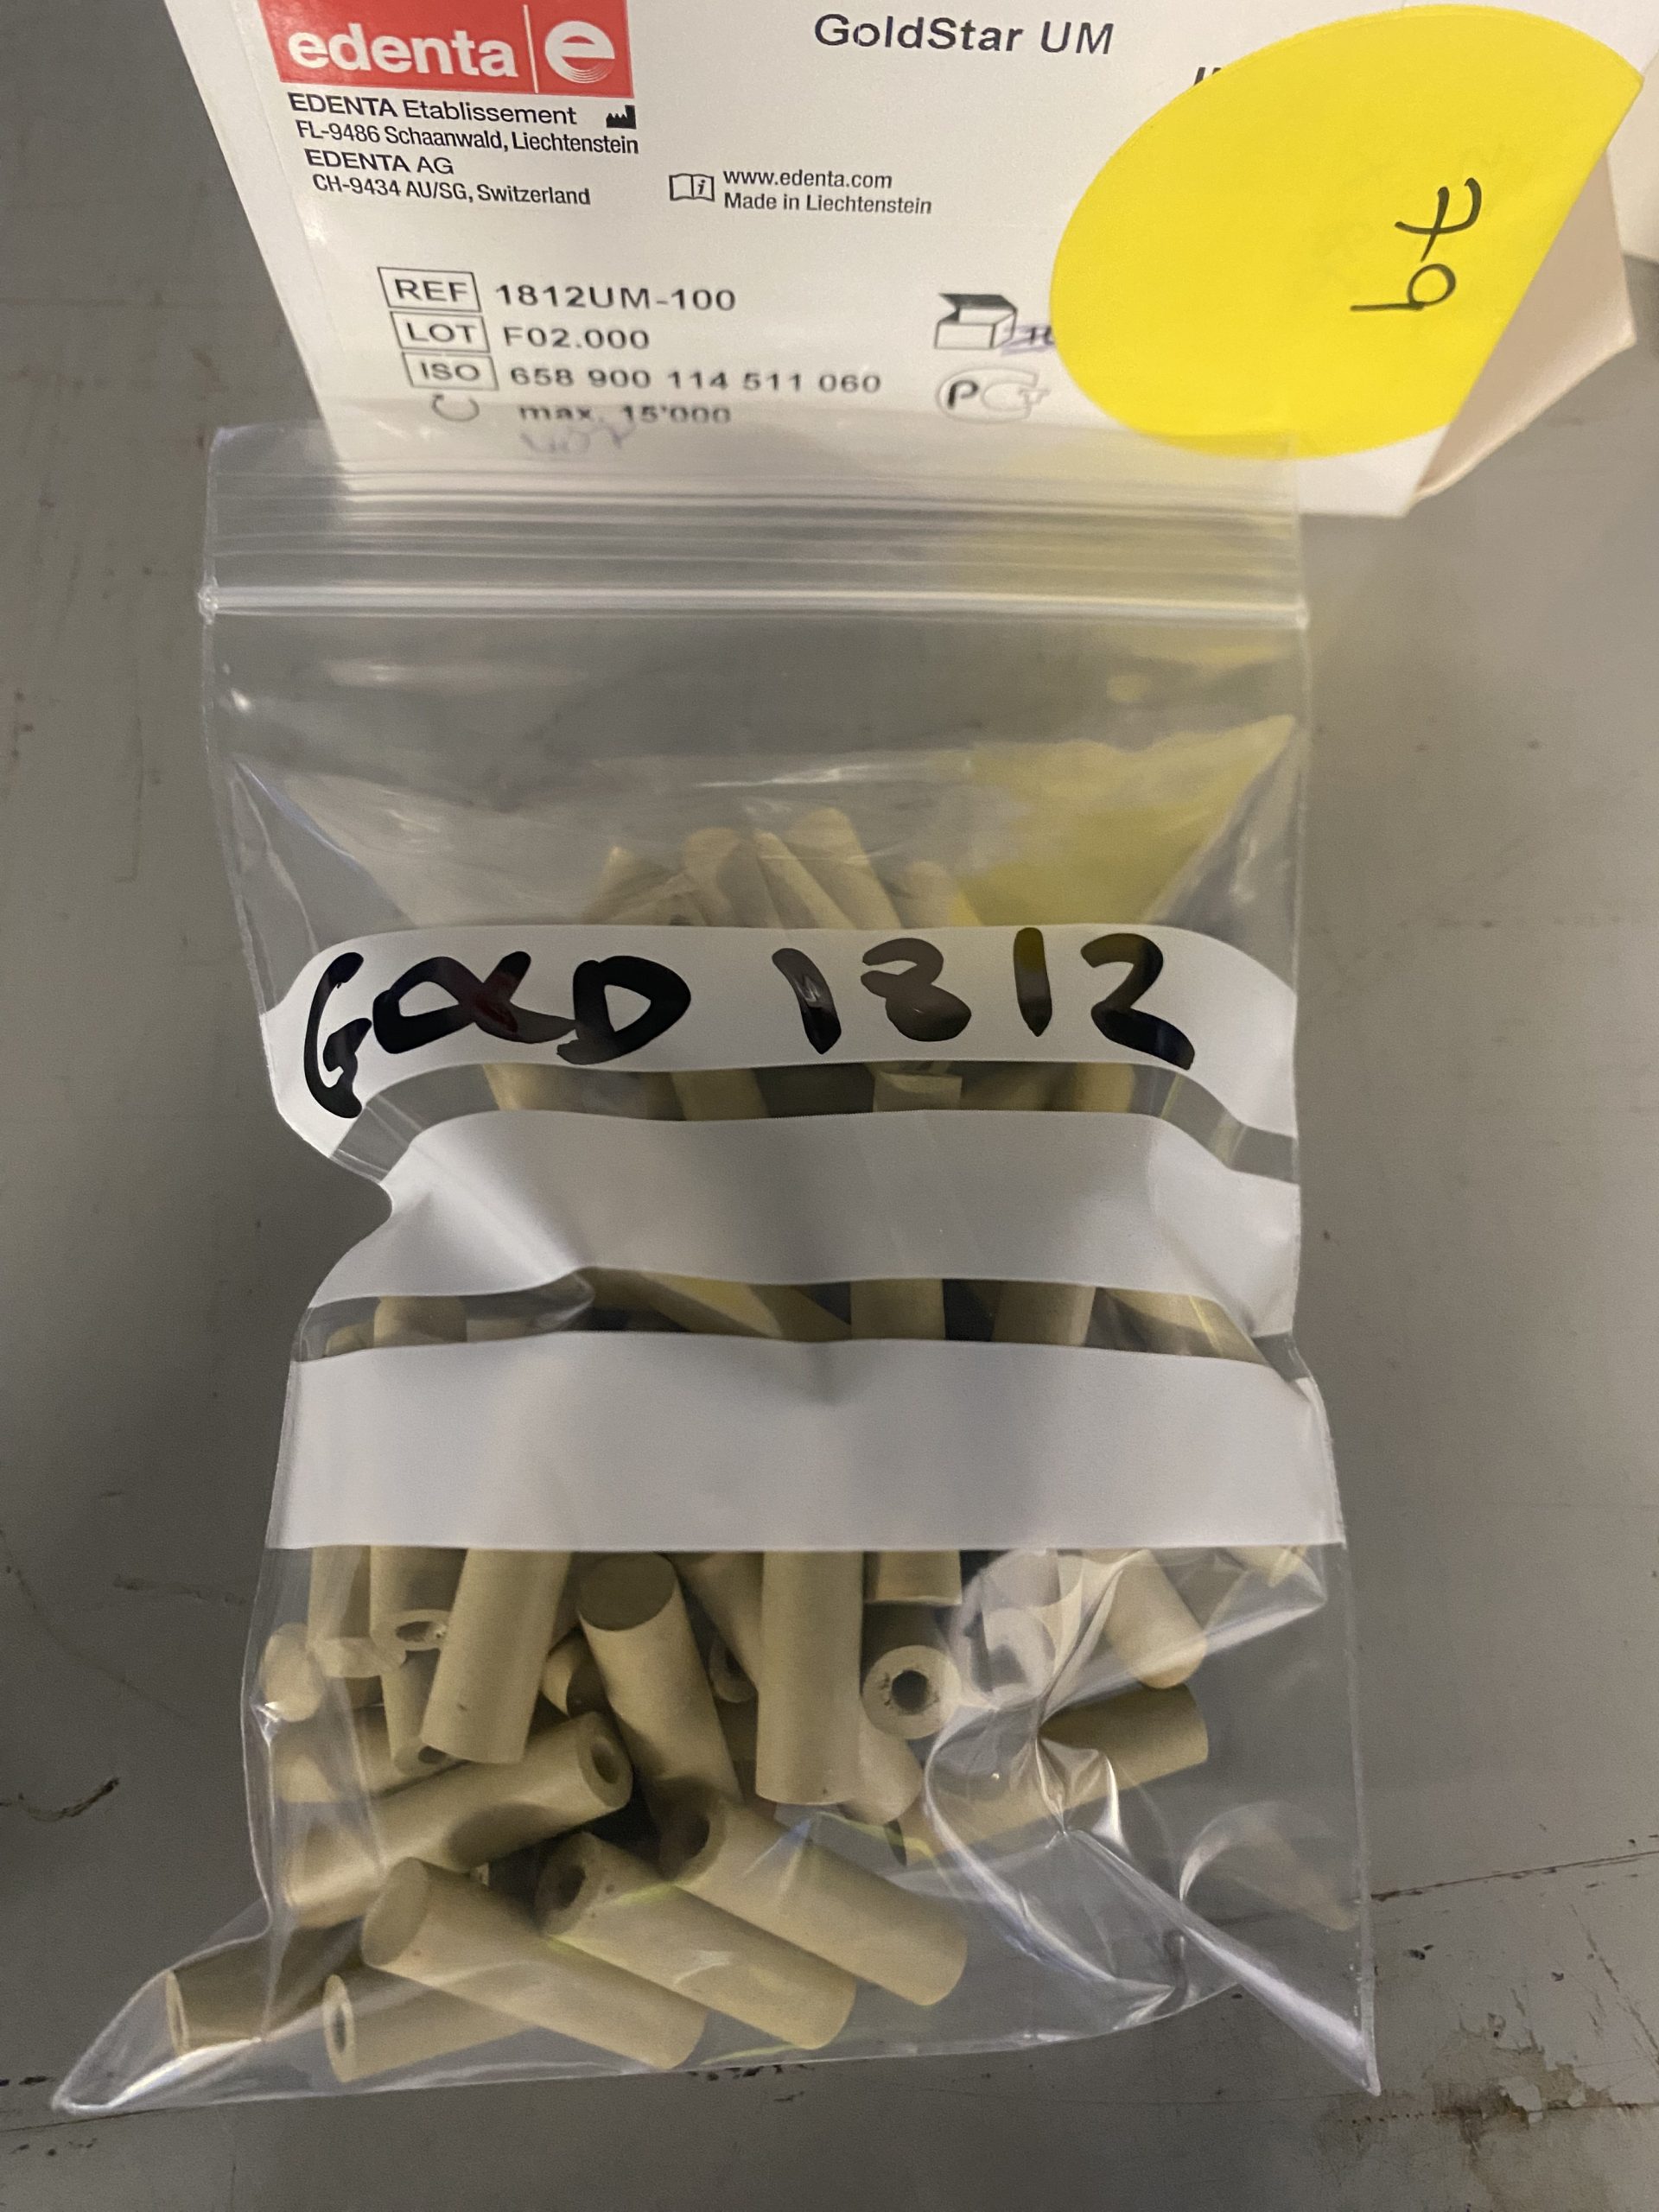 edenta e
GoldStar UM
EDENTA Etablissement
FL-9486 Schaanwald, Liechtenstein
EDENTA AG
CH-9434 AU/SG, Switzerland
www.edenta.com
Made in Liechtenstein
REF 1812UM-100
LOT F02.000
ISO 658 900 114 511 060
max. 15'000
GOLD 1812